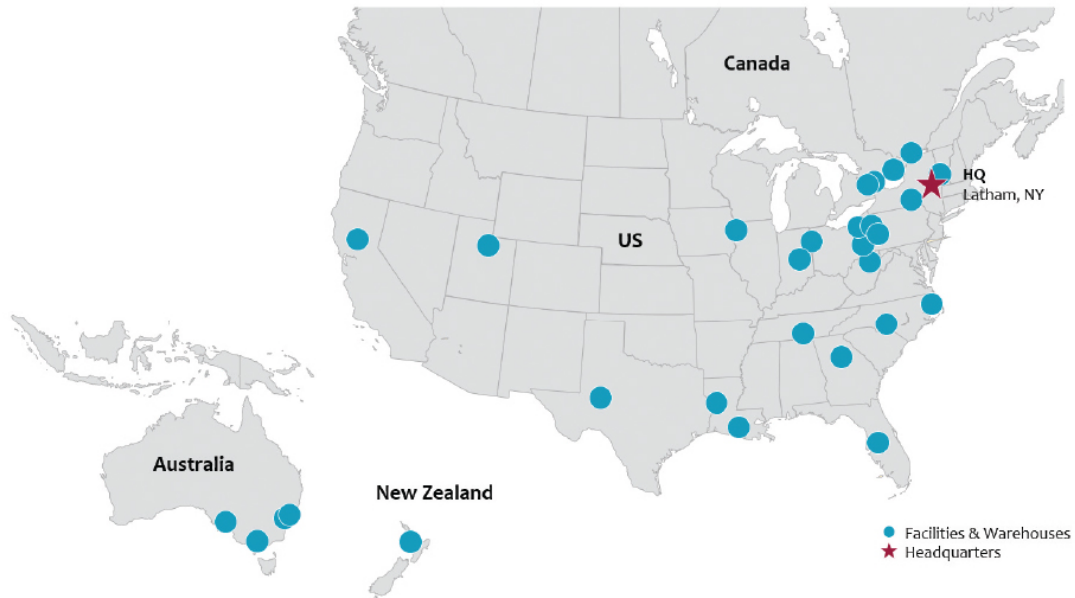 Canada
HQ
Latham, NY
US
Australia
New Zealand
Facilities & Warehouses
Headquarters